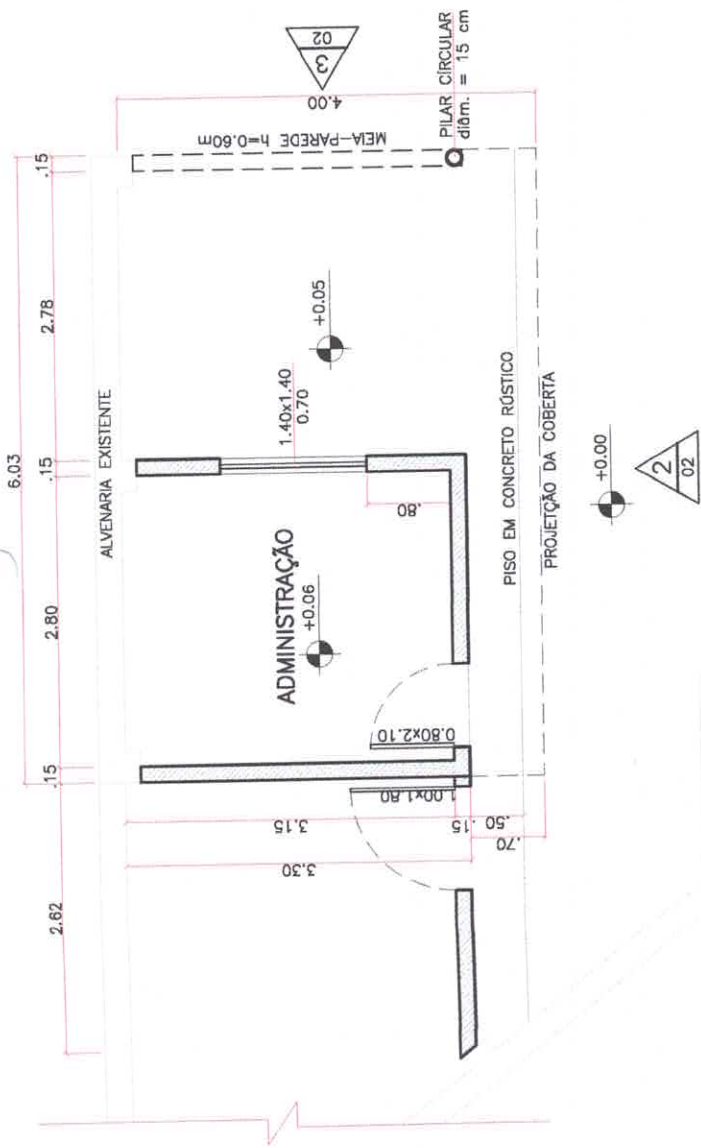 6.03
2.62
.15
2.80
.15
2.78
.15
ALVENARIA EXISTENTE
4.00
MEIA-PAREDE h=0.60m
3
02
1.40x1.40
0.70
+0.05
ADMINISTRAÇÃO
+0.06
.80
3.15
3.30
1.00x1.80
0.80x2.10
PILAR CÍRCULAR
diâm. = 15 cm
.50
.15
.70
PISO EM CONCRETO RÚSTICO
PROJETÇÃO DA COBERTA
+0.00
2
02